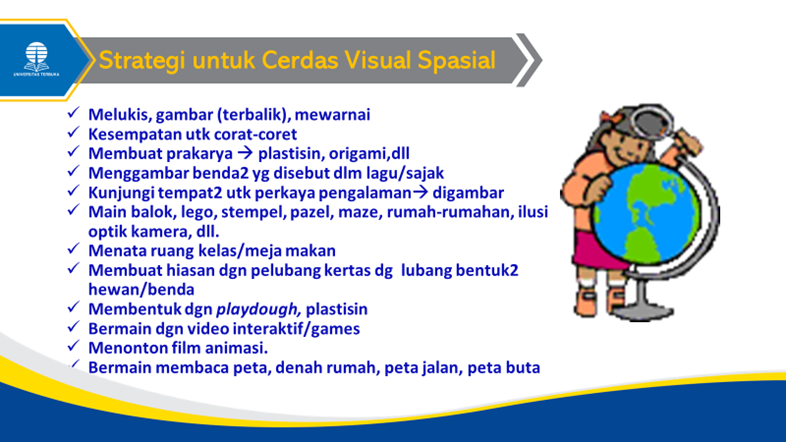 UNIVERSITAS TERBUKA
Strategi untuk Cerdas Visual Spasial
✓ Melukis, gambar (terbalik), mewarnai
✓ Kesempatan utk corat-coret
✓ Membuat prakarya → plastisin, origami,dll
✓ Menggambar benda2 yg disebut dlm lagu/sajak
✓ Kunjungi tempat2 utk perkaya pengalaman→ digambar
✓ Main balok, lego, stempel, pazel, maze, rumah-rumahan, ilusi
optik kamera, dll.
✓ Menata ruang kelas/meja makan
✓ Membuat hiasan dgn pelubang kertas dg lubang bentuk2
hewan/benda
✓ Membentuk dgn playdough, plastisin
✓ Bermain dgn video interaktif/games
✓ Menonton film animasi.
✓ Bermain membaca peta, denah rumah, peta jalan, peta buta